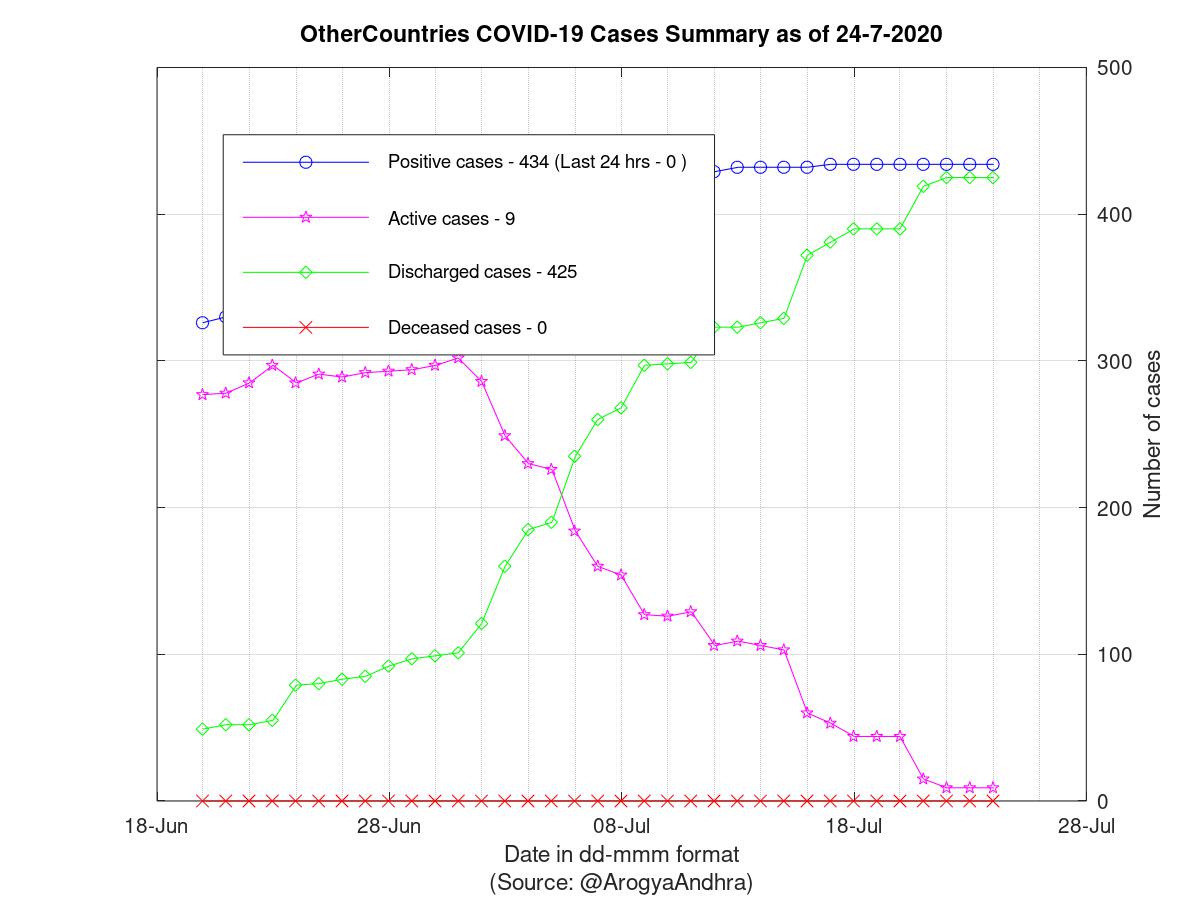 OtherCountries COVID-19 Cases Summary as of 24-7-2020
Positive cases - 434 (Last 24 hrs - 0 )
Active cases - 9
Discharged cases - 425
Deceased cases - 0
500
400
300
200
100
0
Number of cases
18-Jun
28-Jun
08-Jul
18-Jul
28-Jul
Date in dd-mmm format
(Source: @ArogyaAndhra)